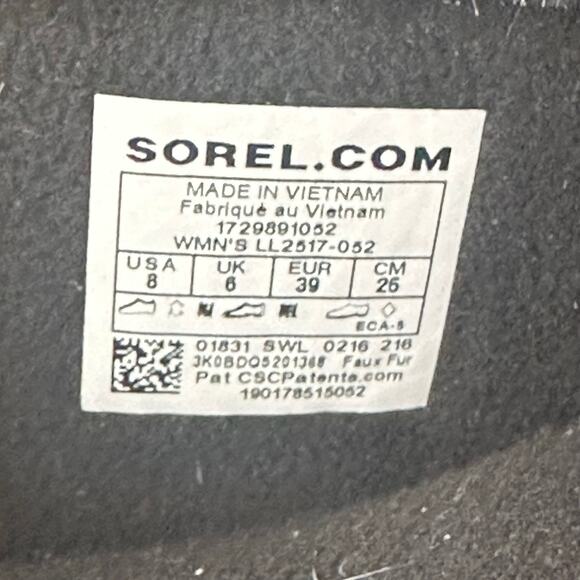 SOREL.COM
MADE IN VIETNAM
Fabriqué au Vietnam
1729891052
WMN'S LL2517-052
USA UK EUR CM
8 6 39 25
ECA-5
01831 SWL 0216 216
3K0BDQ5201368 Faux Fur
Pat CSCPatents.com
190178515052